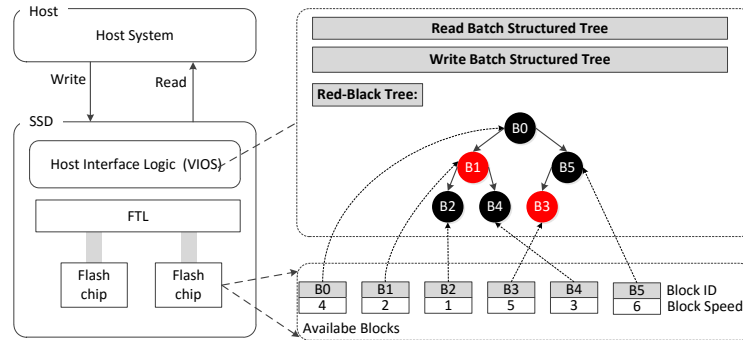 Host
Host System
Write
Read
SSD
Host Interface Logic (VIOS)
FTL
Flash
chip
Flash
chip
Read Batch Structured Tree
Write Batch Structured Tree
Red-Black Tree:
B0
B1
B5
B2
B4
B3
B0 B1 B2 B3 B4 B5 Block ID
4 2 1 5 3 6 Block Speed
Availabe Blocks